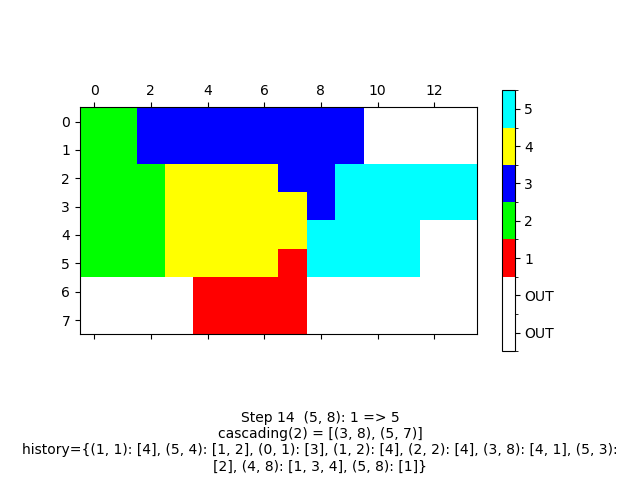 0 2 4 6 8 10 12
0
1
2
3
4
5
6
7
5
4
3
2
1
OUT
OUT
Step 14  (5, 8): 1 => 5
cascading(2) = [(3, 8), (5, 7)]
history={(1, 1): [4], (5, 4): [1, 2], (0, 1): [3], (1, 2): [4], (2, 2): [4], (3, 8): [4, 1], (5, 3):
[2], (4, 8): [1, 3, 4], (5, 8): [1]}